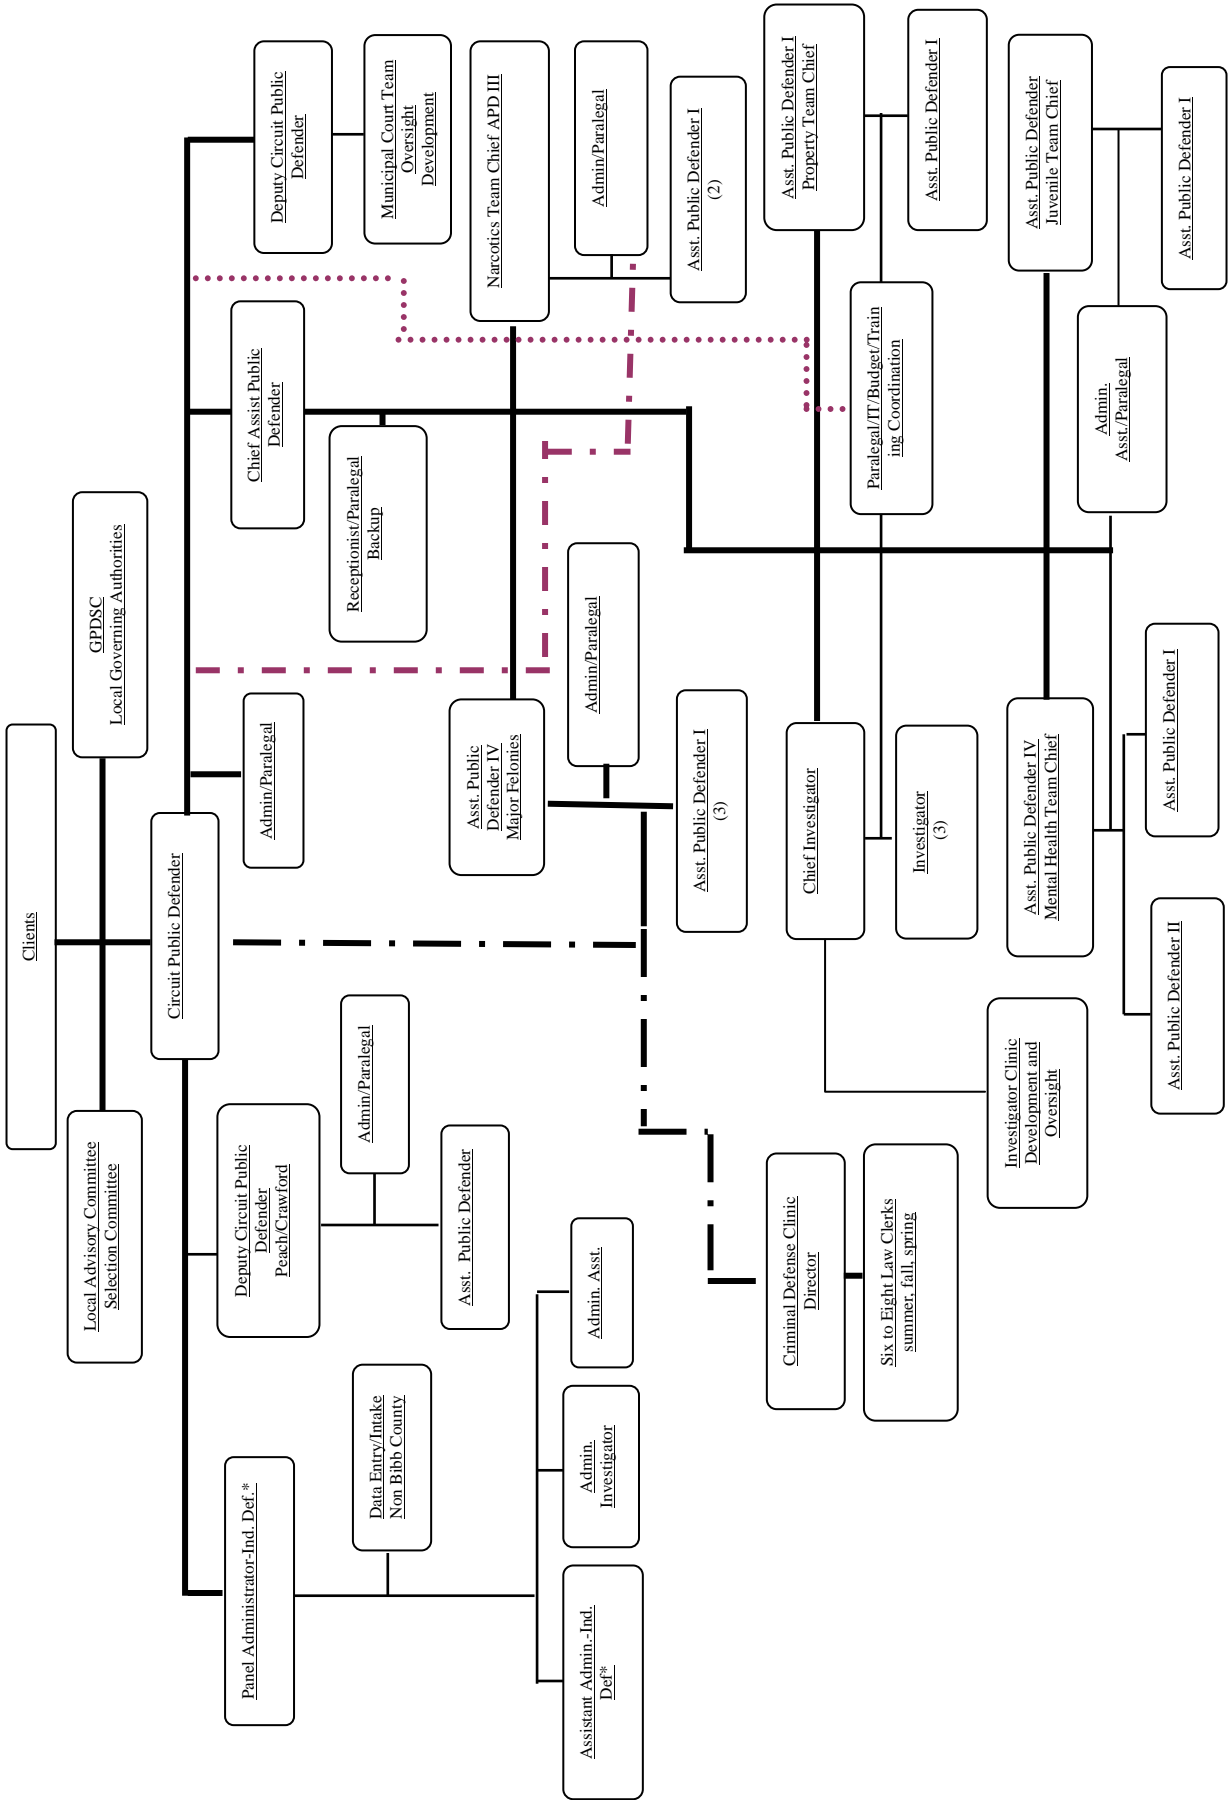 Clients
GPDSC
Local Governing Authorities
Local Advisory Committee
Selection Committee
Circuit Public Defender
Panel Administrator-Ind. Def.*
Deputy Circuit Public
Defender
Peach/Crawford
Admin/Paralegal
Chief Assist Public
Defender
Deputy Circuit Public
Defender
Data Entry/Intake
Non Bibb County
Admin/Paralegal
Receptionist/Paralegal
Backup
Municipal Court Team
Oversight
Development
Asst. Public Defender
Asst. Public
Defender IV
Major Felonies
Narcotics Team Chief APD III
Assistant Admin.-Ind.
Def*
Admin.
Investigator
Admin. Asst.
Admin/Paralegal
Admin/Paralegal
Asst. Public Defender I
(3)
Asst. Public Defender I
(2)
Criminal Defense Clinic
Director
Chief Investigator
Asst. Public Defender I
Property Team Chief
Six to Eight Law Clerks
summer, fall, spring
Investigator
(3)
Paralegal/IT/Budget/Train
ing Coordination
Asst. Public Defender I
Investigator Clinic
Development and
Oversight
Asst. Public Defender IV
Mental Health Team Chief
Asst. Public Defender
Juvenile Team Chief
Admin.
Asst./Paralegal
Asst. Public Defender II
Asst. Public Defender I
Asst. Public Defender I